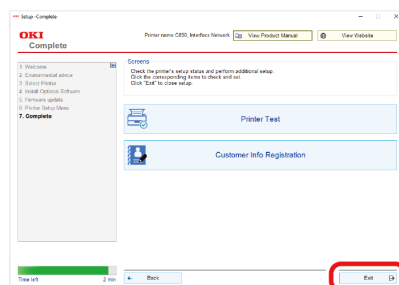 Setup -Complete-
OKI
Complete
Printer name C650, Interface Network
View Product Manual
View Website
1. Welcome
2. Environmental advice
3. Select Printer
4. Install Optional Software
5. Firmware update
6. Printer Setup Menu
7. Complete
Screens
Check the printer's setup status and perform additional setup.
Click the corresponding items to check and set.
Click "Exit" to close setup.
Printer Test
Customer Info Registration
Time left
2 min
Back
Exit